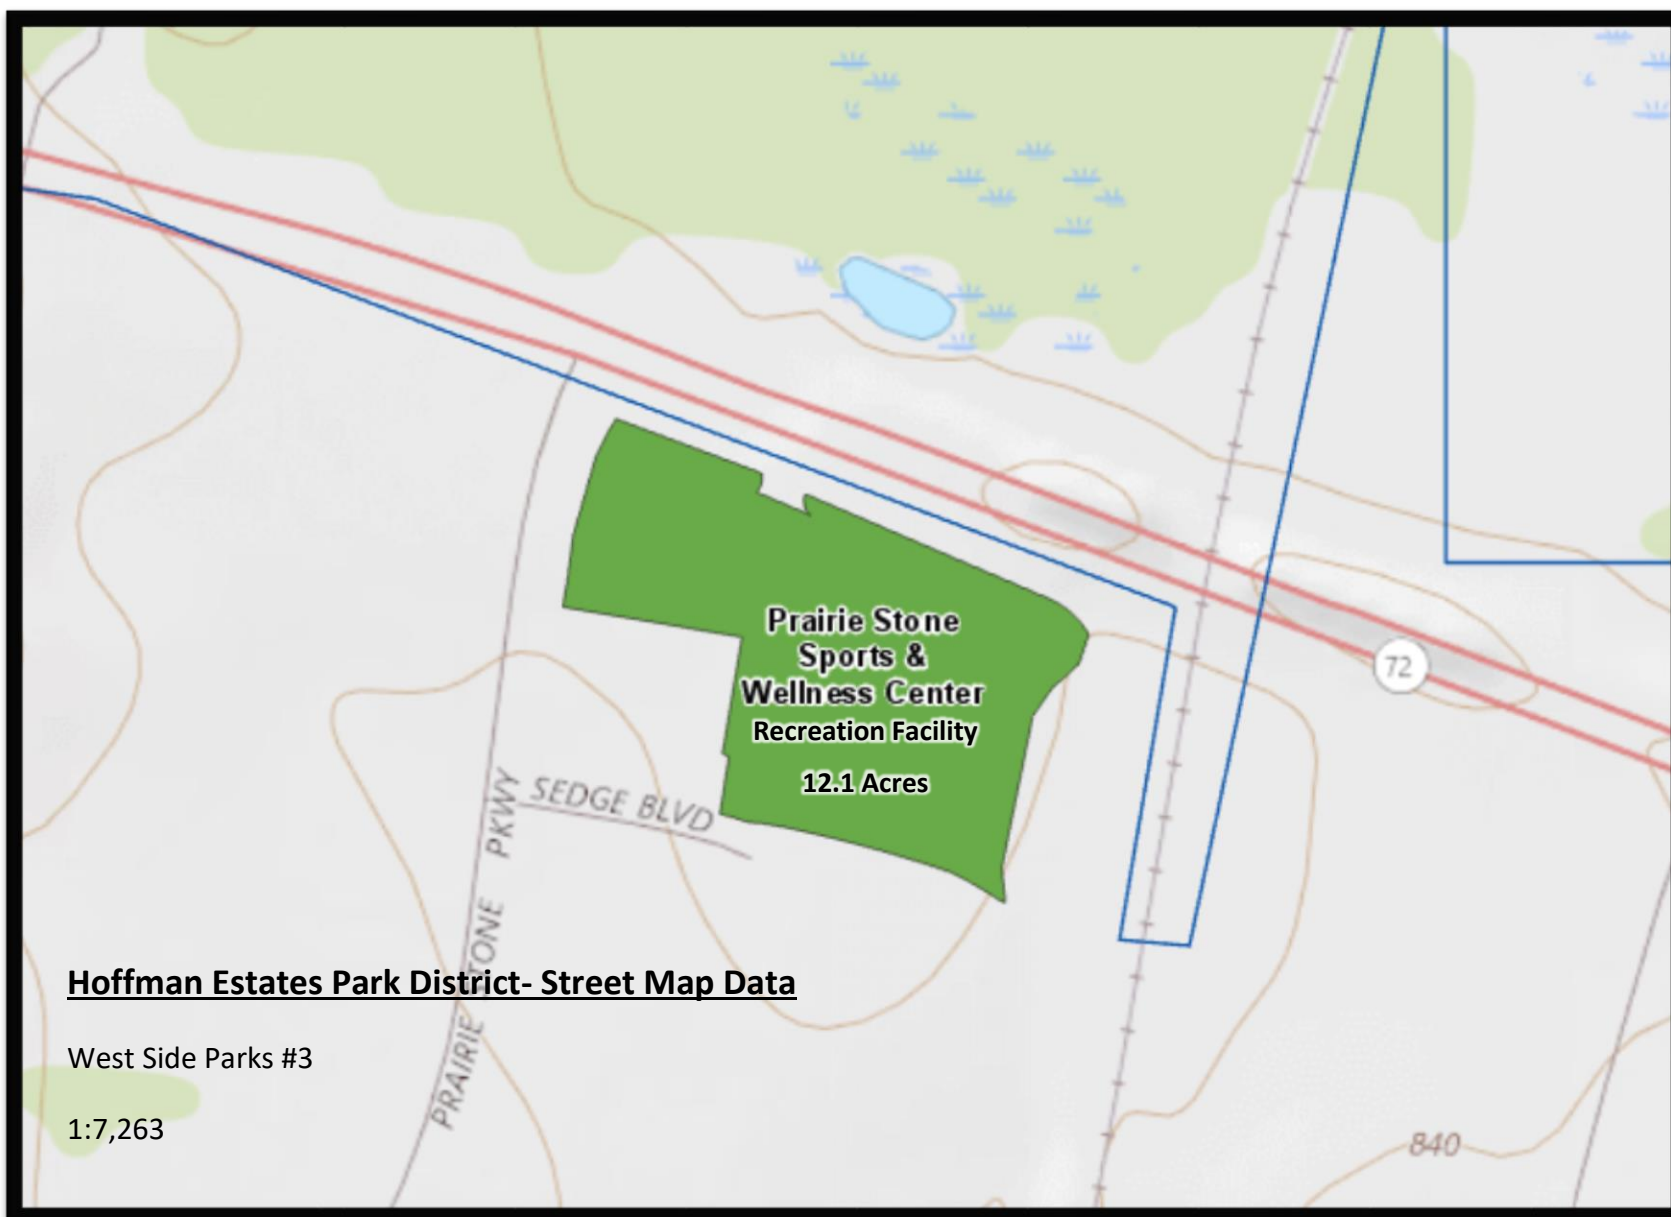 Prairie Stone
Sports &
Wellness Center
Recreation Facility
12.1 Acres
72
SEDGE BLVD
PRAIRIE STONE PKWY
Hoffman Estates Park District- Street Map Data
West Side Parks #3
1:7,263
840